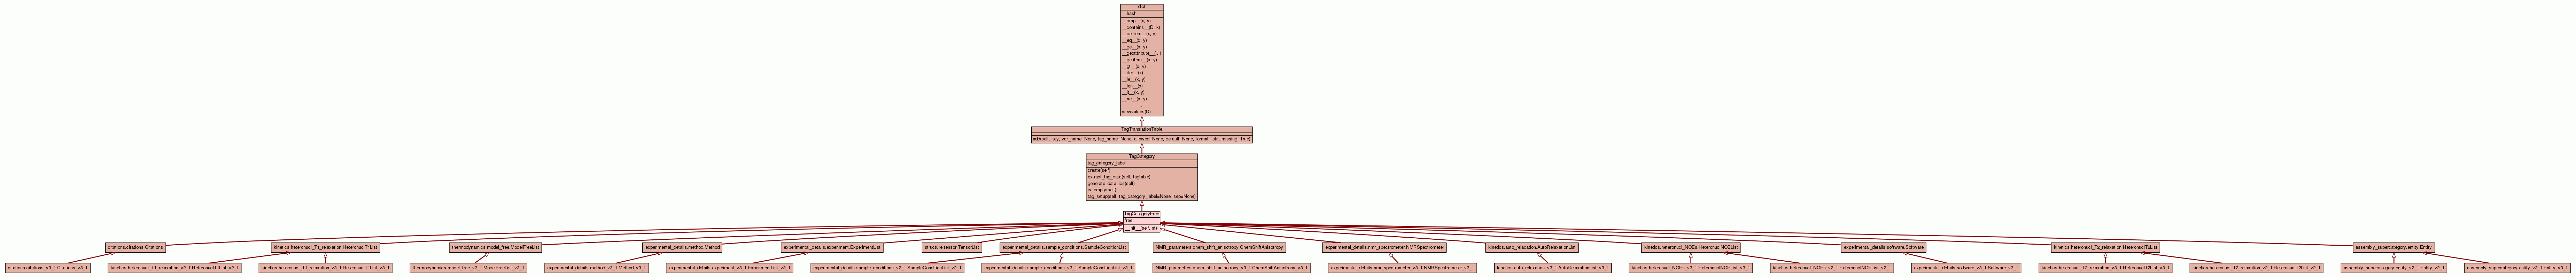 dict
__hash__
__cmp__(x, y)
__contains__(D, k)
__delitem__(x, y)
__eq__(x, y)
__ge__(x, y)
__getattribute__(...)
__getitem__(x, y)
__gt__(x, y)
__iter__(x)
__le__(x, y)
__len__(x)
__lt__(x, y)
__ne__(x, y)
...
viewvalues(D)
TagTranslationTable
add(self, key, var_name=None, tag_name=None, allowed=None, default=None, format='str', missing=True)
TagCategory
tag_category_label
create(self)
extract_tag_data(self, tagtable)
generate_data_ids(self)
is_empty(self)
tag_setup(self, tag_category_label=None, sep=None)
TagCategoryFree
free
__init__(self, sf)
citations.citations.Citations
kinetics.heteronucl_T1_relaxation.HeteronuclT1List
thermodynamics.model_free.ModelFreeList
experimental_details.method.Method
experimental_details.experiment.ExperimentList
structure.tensor.TensorList
experimental_details.sample_conditions.SampleConditionList
NMR_parameters.chem_shift_anisotropy.ChemShiftAnisotropy
experimental_details.nmr_spectrometer.NMRSpectrometer
kinetics.auto_relaxation.AutoRelaxationList
kinetics.heteronucl_NOEs.HeteronuclNOEList
experimental_details.software.Software
kinetics.heteronucl_T2_relaxation.HeteronuclT2List
assembly_supercategory.entity.Entity
citations.citations_v3_1.Citations_v3_1
kinetics.heteronucl_T1_relaxation_v2_1.HeteronuclT1List_v2_1
kinetics.heteronucl_T1_relaxation_v3_1.HeteronuclT1List_v3_1
thermodynamics.model_free_v3_1.ModelFreeList_v3_1
experimental_details.method_v3_1.Method_v3_1
experimental_details.experiment_v3_1.ExperimentList_v3_1
experimental_details.sample_conditions_v2_1.SampleConditionList_v2_1
experimental_details.sample_conditions_v3_1.SampleConditionList_v3_1
NMR_parameters.chem_shift_anisotropy_v3_1.ChemShiftAnisotropy_v3_1
experimental_details.nmr_spectrometer_v3_1.NMRSpectrometer_v3_1
kinetics.auto_relaxation_v3_1.AutoRelaxationList_v3_1
kinetics.heteronucl_NOEs_v3_1.HeteronuclNOEList_v3_1
kinetics.heteronucl_NOEs_v2_1.HeteronuclNOEList_v2_1
experimental_details.software_v3_1.Software_v3_1
kinetics.heteronucl_T2_relaxation_v3_1.HeteronuclT2List_v3_1
kinetics.heteronucl_T2_relaxation_v2_1.HeteronuclT2List_v2_1
assembly_supercategory.entity_v2_1.Entity_v2_1
assembly_supercategory.entity_v3_1.Entity_v3_1